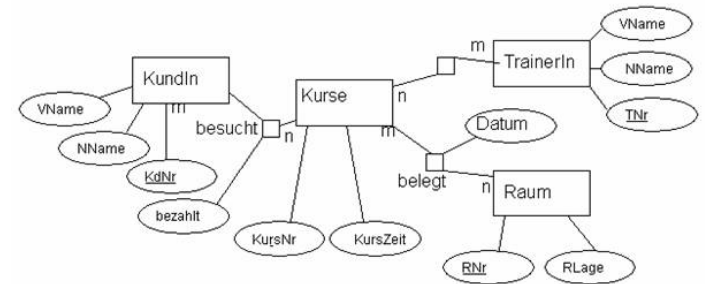 VName
m
TrainerIn
NName
TNr
KundIn
m
VName
NName
KdNr
besucht
n
bezahlt
Kurse
n
m
KursNr
KursZeit
Datum
belegt
n
Raum
RNr
RLage